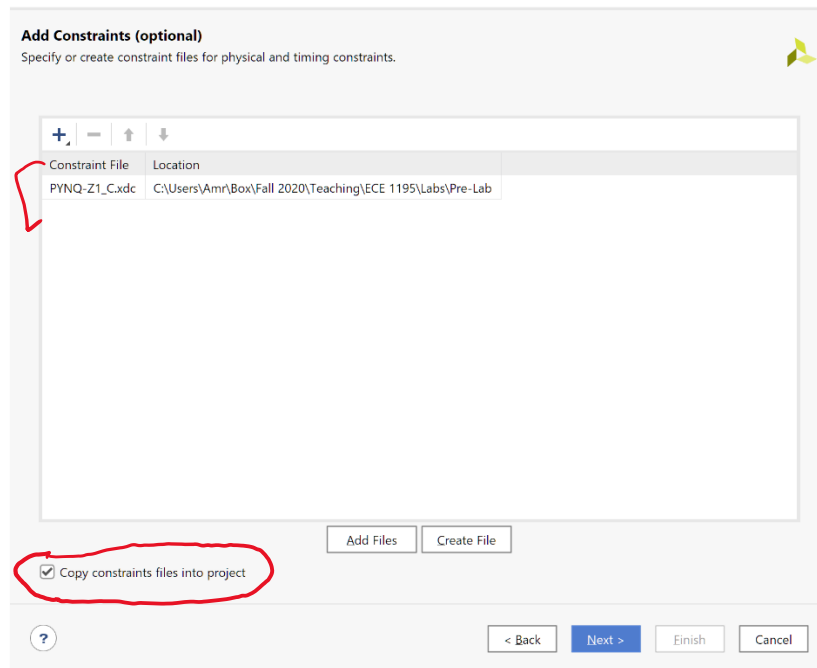 Add Constraints (optional)
Specify or create constraint files for physical and timing constraints.
Constraint File Location
PYNQ-Z1_C.xdc C:\Users\Amr\Box\Fall 2020\Teaching\ECE 1195\Labs\Pre-Lab
Add Files Create File
Copy constraints files into project
? < Back Next > Finish Cancel